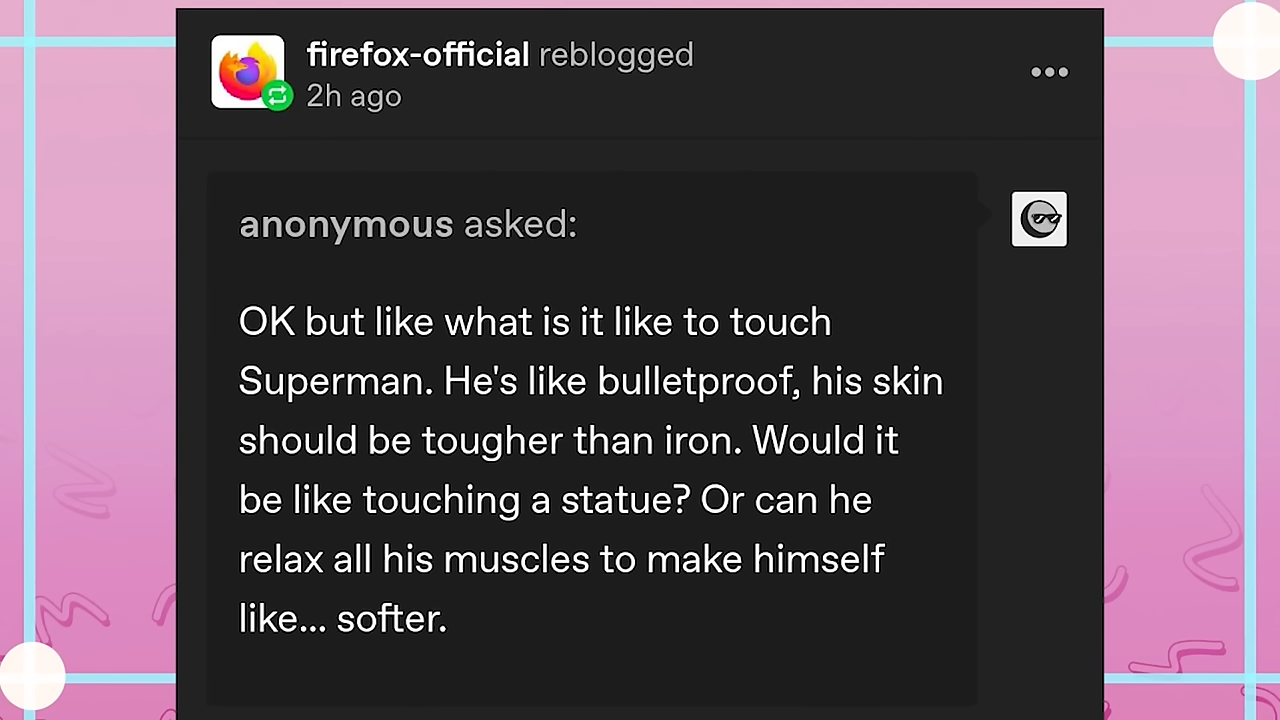 firefox-official reblogged
2h ago
anonymous asked:
OK but like what is it like to touch
Superman. He's like bulletproof, his skin
should be tougher than iron. Would it
be like touching a statue? Or can he
relax all his muscles to make himself
like... softer.